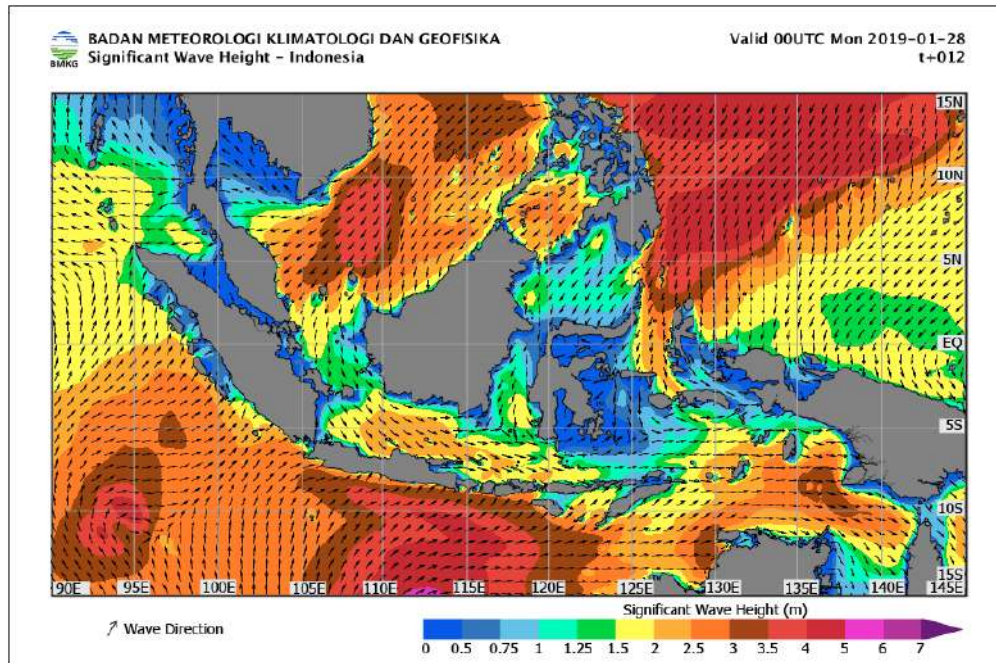 BADAN METEOROLOGI KLIMATOLOGI DAN GEOFISIKA
Significant Wave Height - Indonesia
BMKG
Valid 00UTC Mon 2019-01-28
t+012
15N
10N
5N
EQ
5S
10S
15S
90E 95E 100E 105E 110E 115E 120E 125E 130E 135E 140E 145E
Wave Direction
Significant Wave Height (m)
0 0.5 0.75 1 1.25 1.5 2 2.5 3 3.5 4 5 6 7